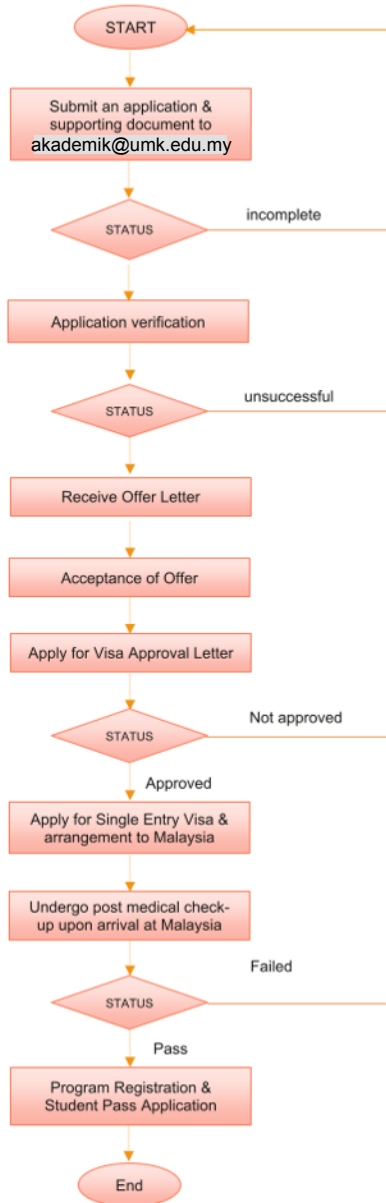 START
Submit an application &
supporting document to
akademik@umk.edu.my
STATUS
incomplete
Application verification
STATUS
unsuccessful
Receive Offer Letter
Acceptance of Offer
Apply for Visa Approval Letter
STATUS
Not approved
Approved
Apply for Single Entry Visa &
arrangement to Malaysia
Undergo post medical check-
up upon arrival at Malaysia
Failed
STATUS
Pass
Program Registration &
Student Pass Application
End